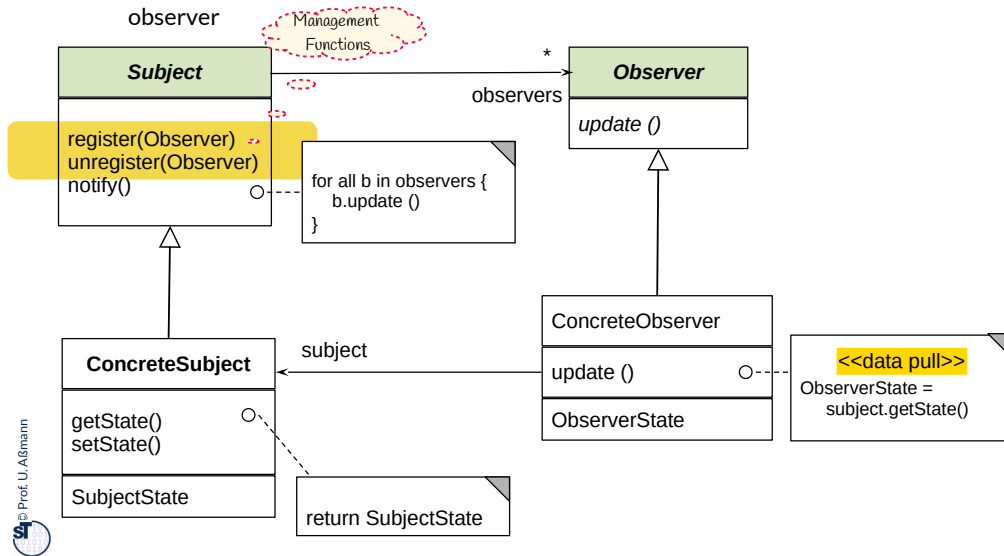 observer
Management
Functions
Subject
*
Observer
observers
update ()
register(Observer)
unregister(Observer)
notify()
for all b in observers {
b.update ()
}
ConcreteObserver
update ()
ObserverState
subject
ConcreteSubject
getState()
setState()
SubjectState
<<data pull>>
ObserverState =
subject.getState()
return SubjectState
© Prof. U. Aßmann
ST